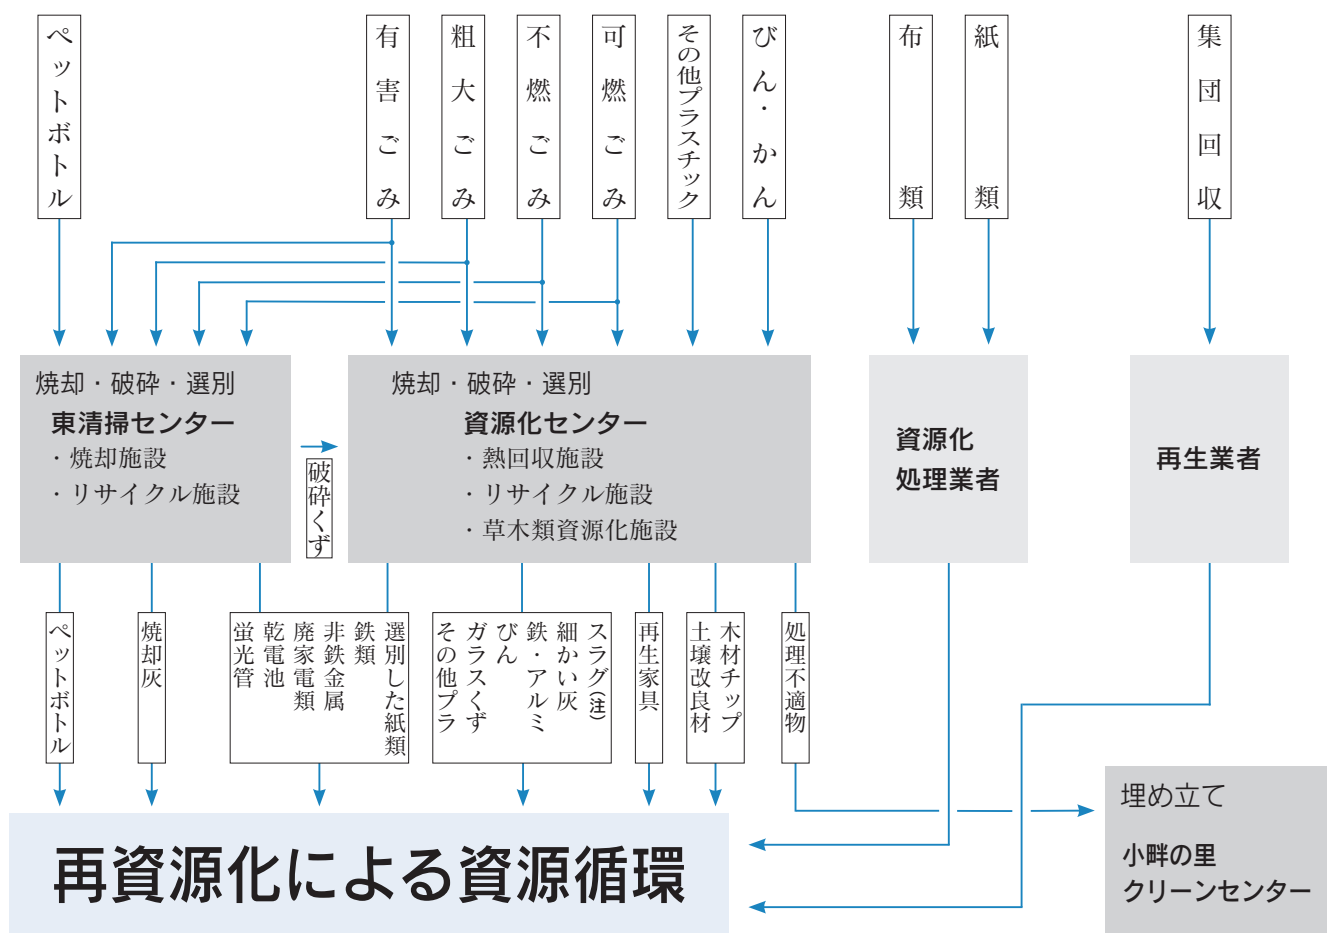 ペットボトル
有害ごみ
粗大ごみ
不燃ごみ
可燃ごみ
その他プラスチック
びん・かん
布類
紙類
集団回収
焼却・破砕・選別
東清掃センター
・焼却施設
・リサイクル施設
破砕くず
焼却・破砕・選別
資源化センター
・熱回収施設
・リサイクル施設
・草木類資源化施設
資源化
処理業者
再生業者
ペットボトル
焼却灰
選別した紙類
鉄類
非鉄金属
廃家電類
乾電池
蛍光管
スラグ(注)
細かい灰
鉄・アルミ
びん
ガラスくず
その他プラ
再生家具
木材チップ
土壌改良材
処理不適物
再資源化による資源循環
埋め立て
小畔の里
クリーンセンター